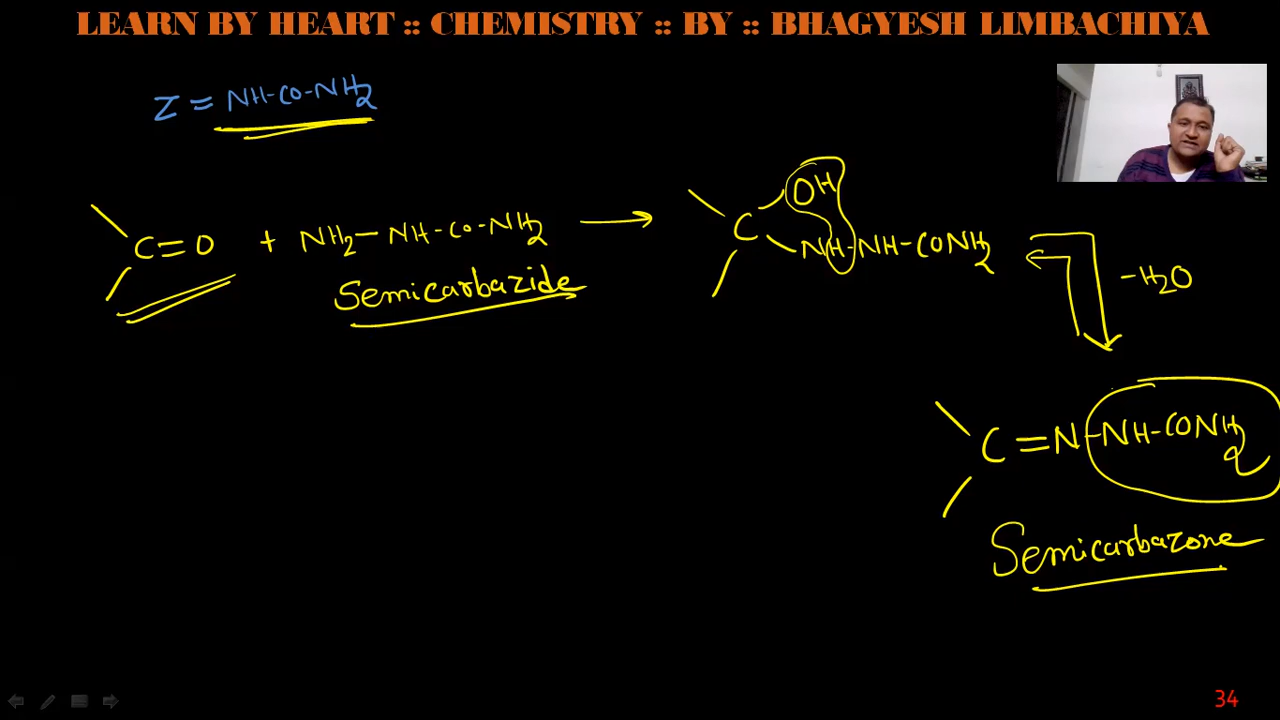 LEARN BY HEART :: CHEMISTRY :: BY :: BHAGYESH LIMBACHIYA
Z = NH-CO-NH2
C=O + NH2-NH-CO-NH2 → C OH NH-NH-CONH2
Semicarbazide
-H2O
C=N-NH-CONH2
Semicarbazone
34